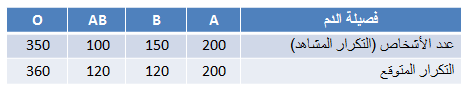 فصيلة الدم A B AB O
عدد الأشخاص (التكرار المشاهد) 200 150 100 350
التكرار المتوقع 200 120 120 360